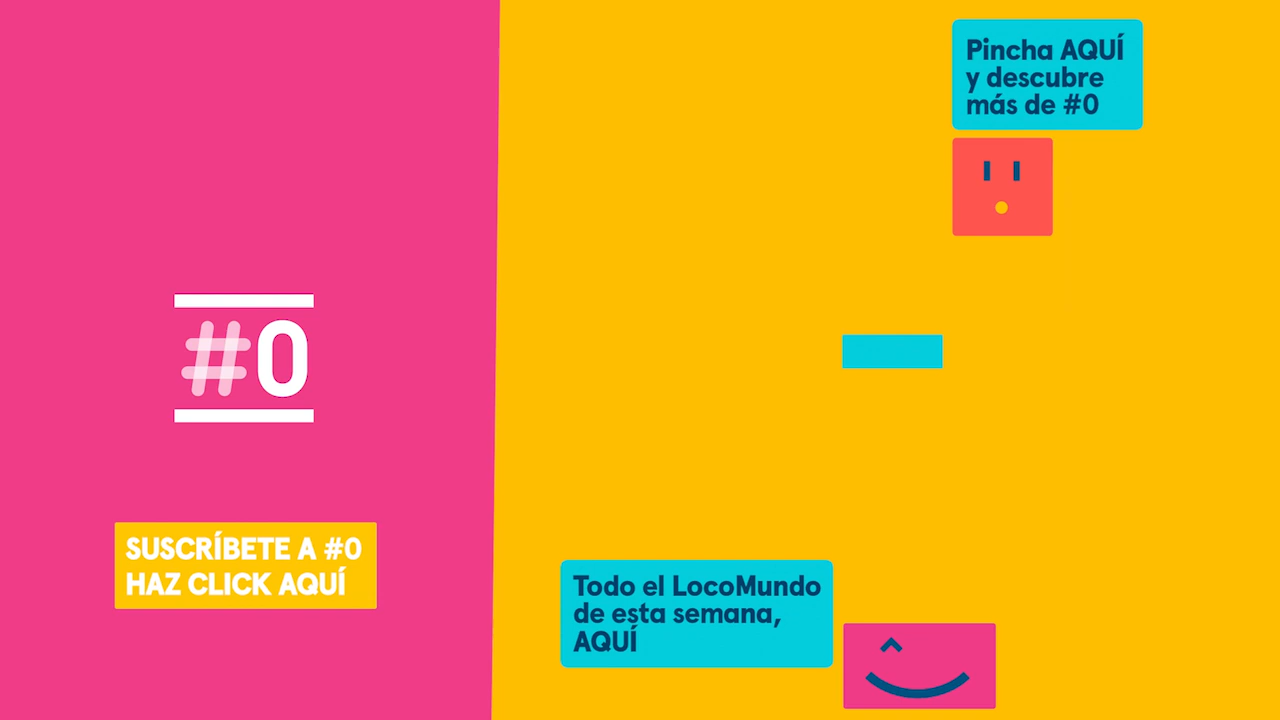 #0
SUSCRÍBETE A #0
HAZ CLICK AQUÍ
Pincha AQUÍ
y descubre
más de #0
Todo el LocoMundo
de esta semana,
AQUÍ